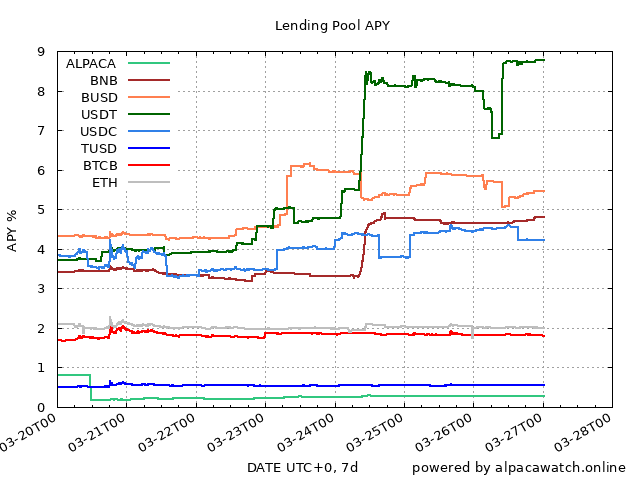 Lending Pool APY
APY %
9
8
7
6
5
4
3
2
1
0
ALPACA
BNB
BUSD
USDT
USDC
TUSD
BTCB
ETH
03-20T00
03-21T00
03-22T00
03-23T00
03-24T00
03-25T00
03-26T00
03-27T00
03-28T00
DATE UTC+0, 7d
powered by alpacawatch.online